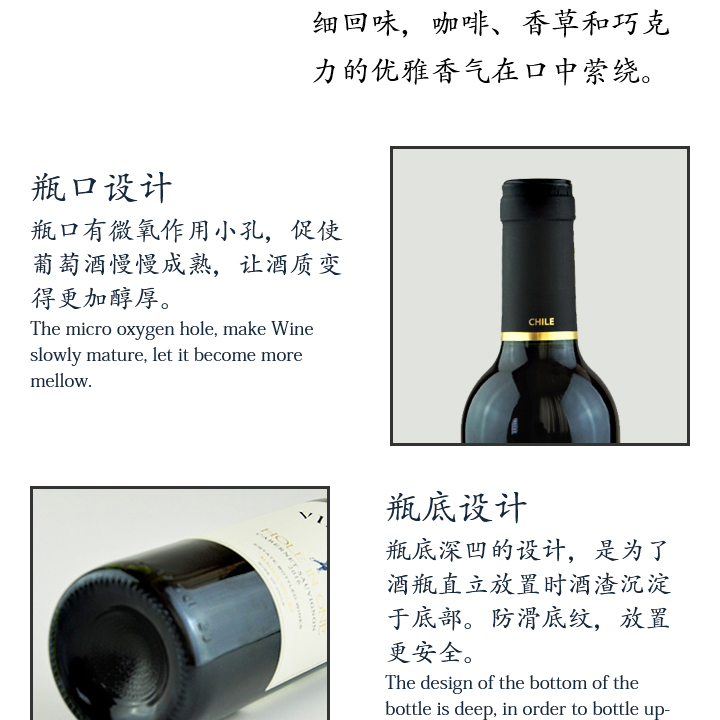 细回味，咖啡、香草和巧克
力的优雅香气在口中萦绕。
瓶口设计
瓶口有微氧作用小孔，促使
葡萄酒慢慢成熟，让酒质变
得更加醇厚。
The micro oxygen hole, make Wine
slowly mature, let it become more
mellow.
CHILE
瓶底设计
瓶底深凹的设计，是为了
酒瓶直立放置时酒渣沉淀
于底部。防滑底纹，放置
更安全。
The design of the bottom of the
bottle is deep, in order to bottle up-
CABERNET SAUVIGNON